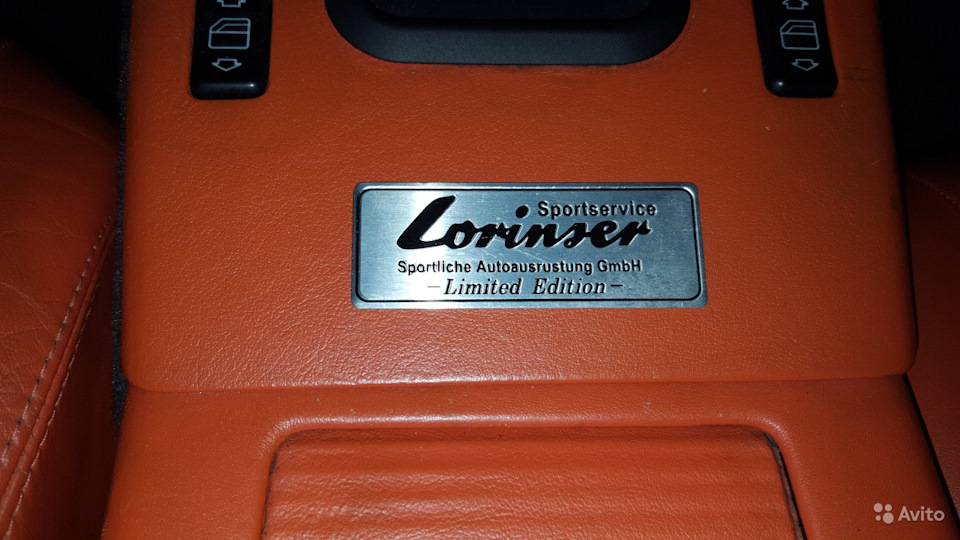 Sportservice
Lorinser
Sportliche Autoausrustung GmbH
-Limited Edition-
Avito